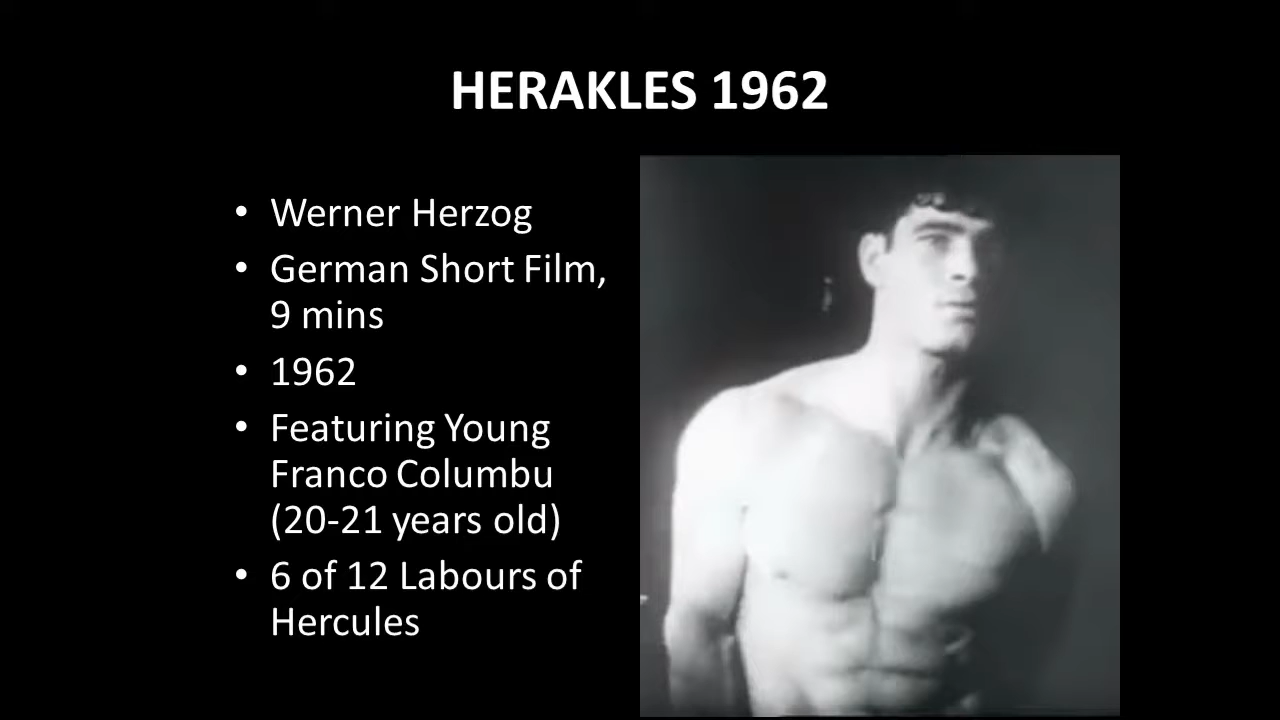 HERAKLES 1962
• Werner Herzog
• German Short Film,
9 mins
• 1962
• Featuring Young
Franco Columbu
(20-21 years old)
• 6 of 12 Labours of
Hercules